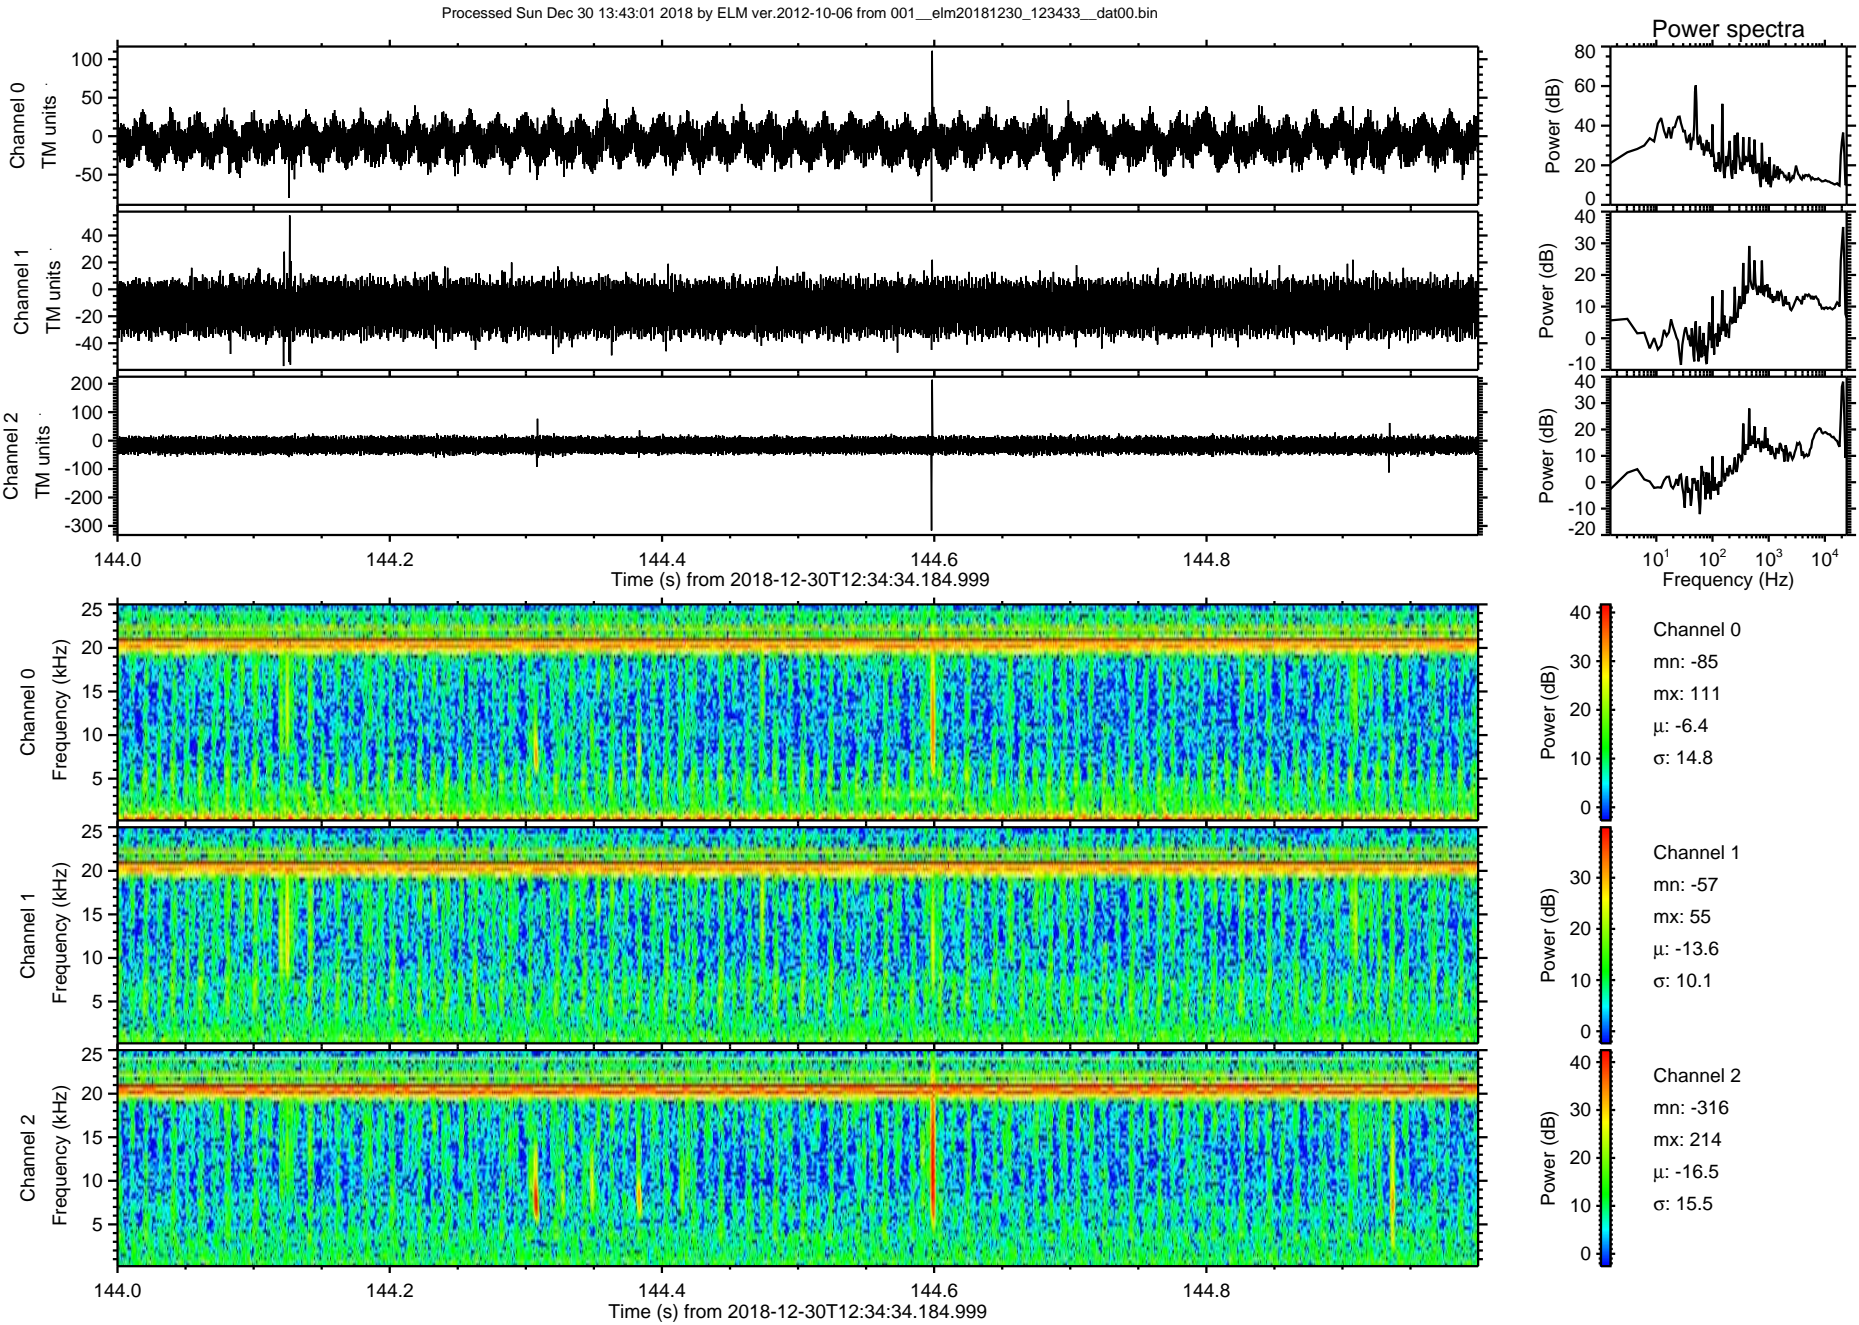 Processed Sun Dec 30 13:43:01 2018 by ELM ver.2012-10-06 from 001__elm20181230_123433__dat00.bin
Power spectra
Channel 0
TM units
100
50
0
-50
Power (dB)
80
60
40
20
0
Channel 1
TM units
40
20
0
-20
-40
Power (dB)
40
30
20
10
0
-10
Channel 2
TM units
200
100
0
-100
-200
-300
Power (dB)
40
30
20
10
0
-10
-20
144.0 144.2 144.4 144.6 144.8
Time (s) from 2018-12-30T12:34:34.184.999
10¹ 10² 10³ 10⁴
Frequency (Hz)
Channel 0
Frequency (kHz)
25
20
15
10
5
Power (dB)
40
30
20
10
0
Channel 0
mn: -85
mx: 111
μ: -6.4
σ: 14.8
Channel 1
Frequency (kHz)
25
20
15
10
5
Power (dB)
30
20
10
0
Channel 1
mn: -57
mx: 55
μ: -13.6
σ: 10.1
Channel 2
Frequency (kHz)
25
20
15
10
5
Power (dB)
40
30
20
10
0
Channel 2
mn: -316
mx: 214
μ: -16.5
σ: 15.5
144.0 144.2 144.4 144.6 144.8
Time (s) from 2018-12-30T12:34:34.184.999